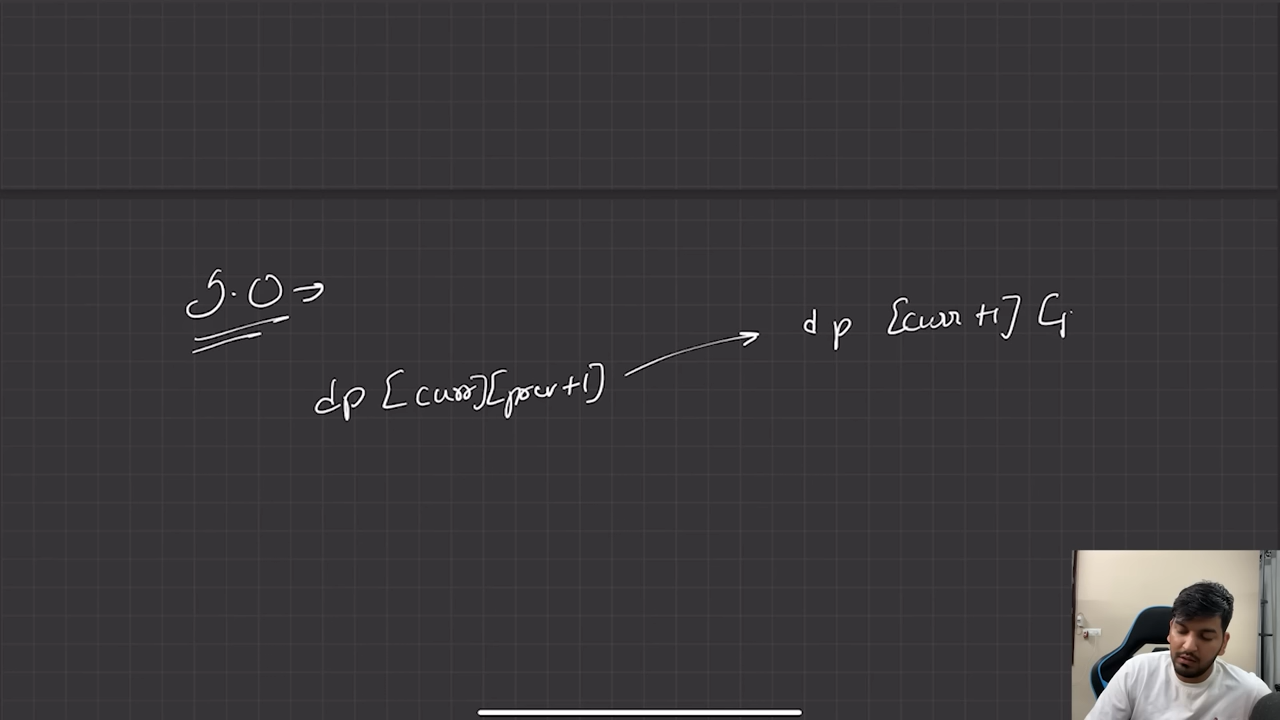 S.O →
dp [curr+1] [
dp [curr][prev+1]